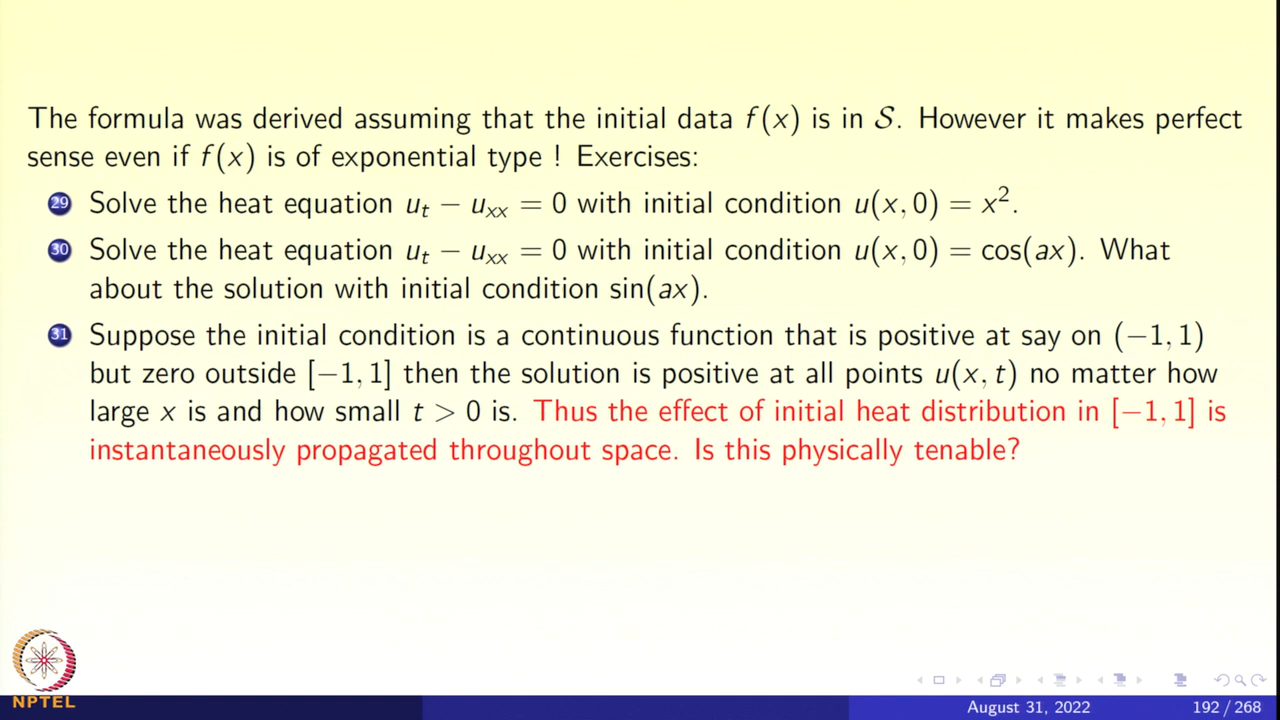 The formula was derived assuming that the initial data f(x) is in 𝒮. However it makes perfect
sense even if f(x) is of exponential type ! Exercises:
29 Solve the heat equation u_t − u_xx = 0 with initial condition u(x, 0) = x².
30 Solve the heat equation u_t − u_xx = 0 with initial condition u(x, 0) = cos(ax). What
about the solution with initial condition sin(ax).
31 Suppose the initial condition is a continuous function that is positive at say on (−1, 1)
but zero outside [−1, 1] then the solution is positive at all points u(x, t) no matter how
large x is and how small t > 0 is. Thus the effect of initial heat distribution in [−1, 1] is
instantaneously propagated throughout space. Is this physically tenable?
NPTEL
August 31, 2022
192 / 268